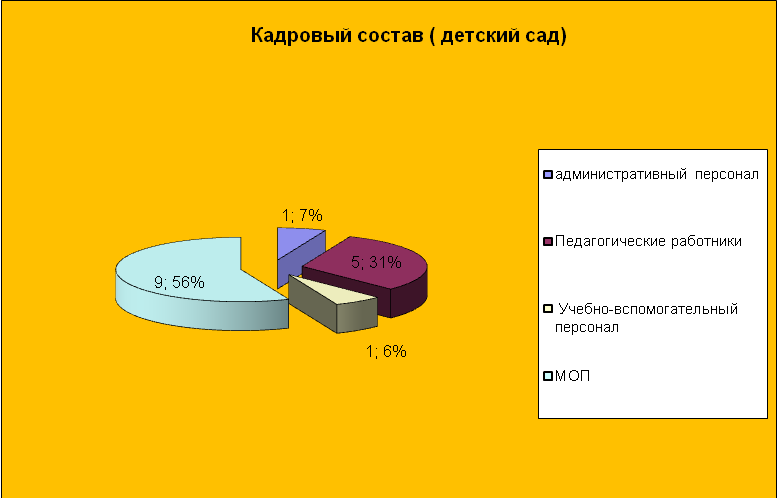 Кадровый состав ( детский сад)
1; 7%
5; 31%
9; 56%
1; 6%
административный персонал
Педагогические работники
Учебно-вспомогательный
персонал
МОП